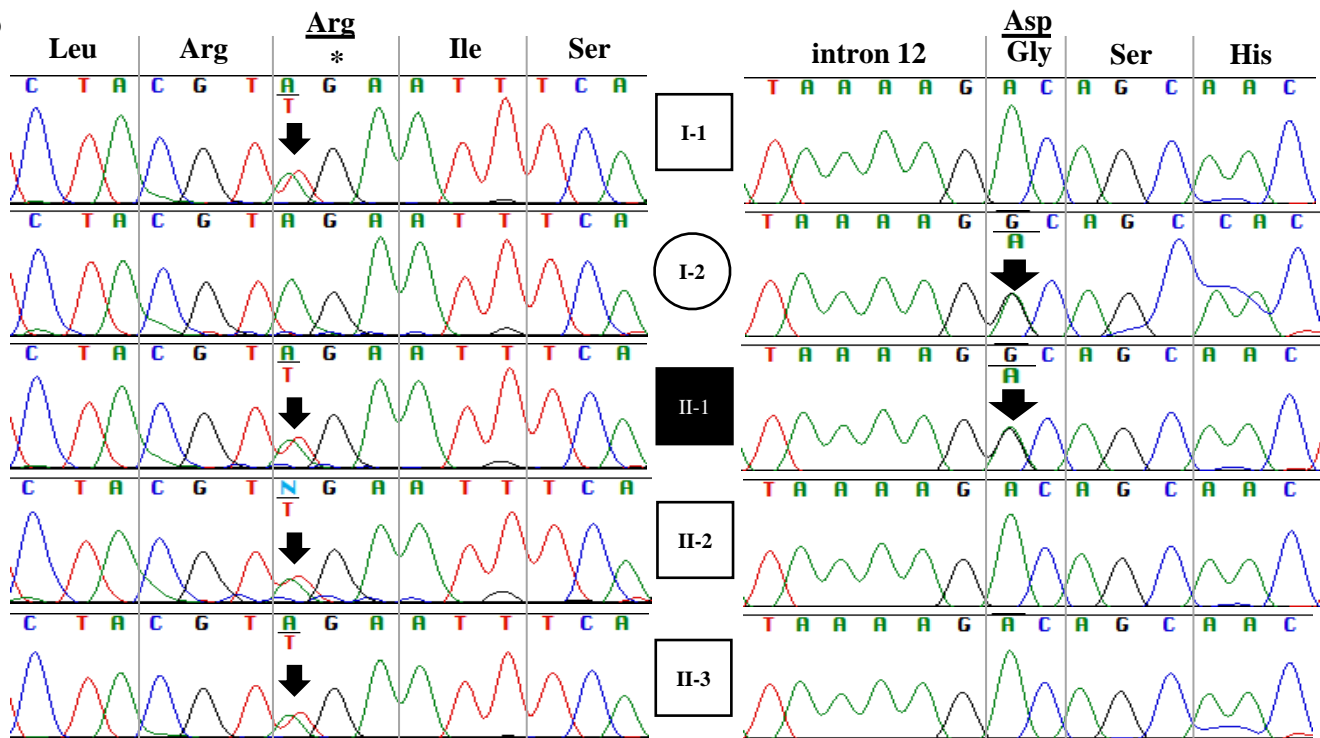 Leu Arg Arg Ile Ser
*
intron 12 Asp Ser His
Gly
C T A C G T A G A A T T T C A
T
I-1
T A A A A G A C A G C A A C
C T A C G T A G A A T T T C A
I-2
T A A A A G G C A G C C A C
A
C T A C G T A G A A T T T C A
T
II-1
T A A A A G G C A G C A A C
A
C T A C G T N G A A T T T C A
T
II-2
T A A A A G A C A G C A A C
C T A C G T A G A A T T T C A
T
II-3
T A A A A G A C A G C A A C